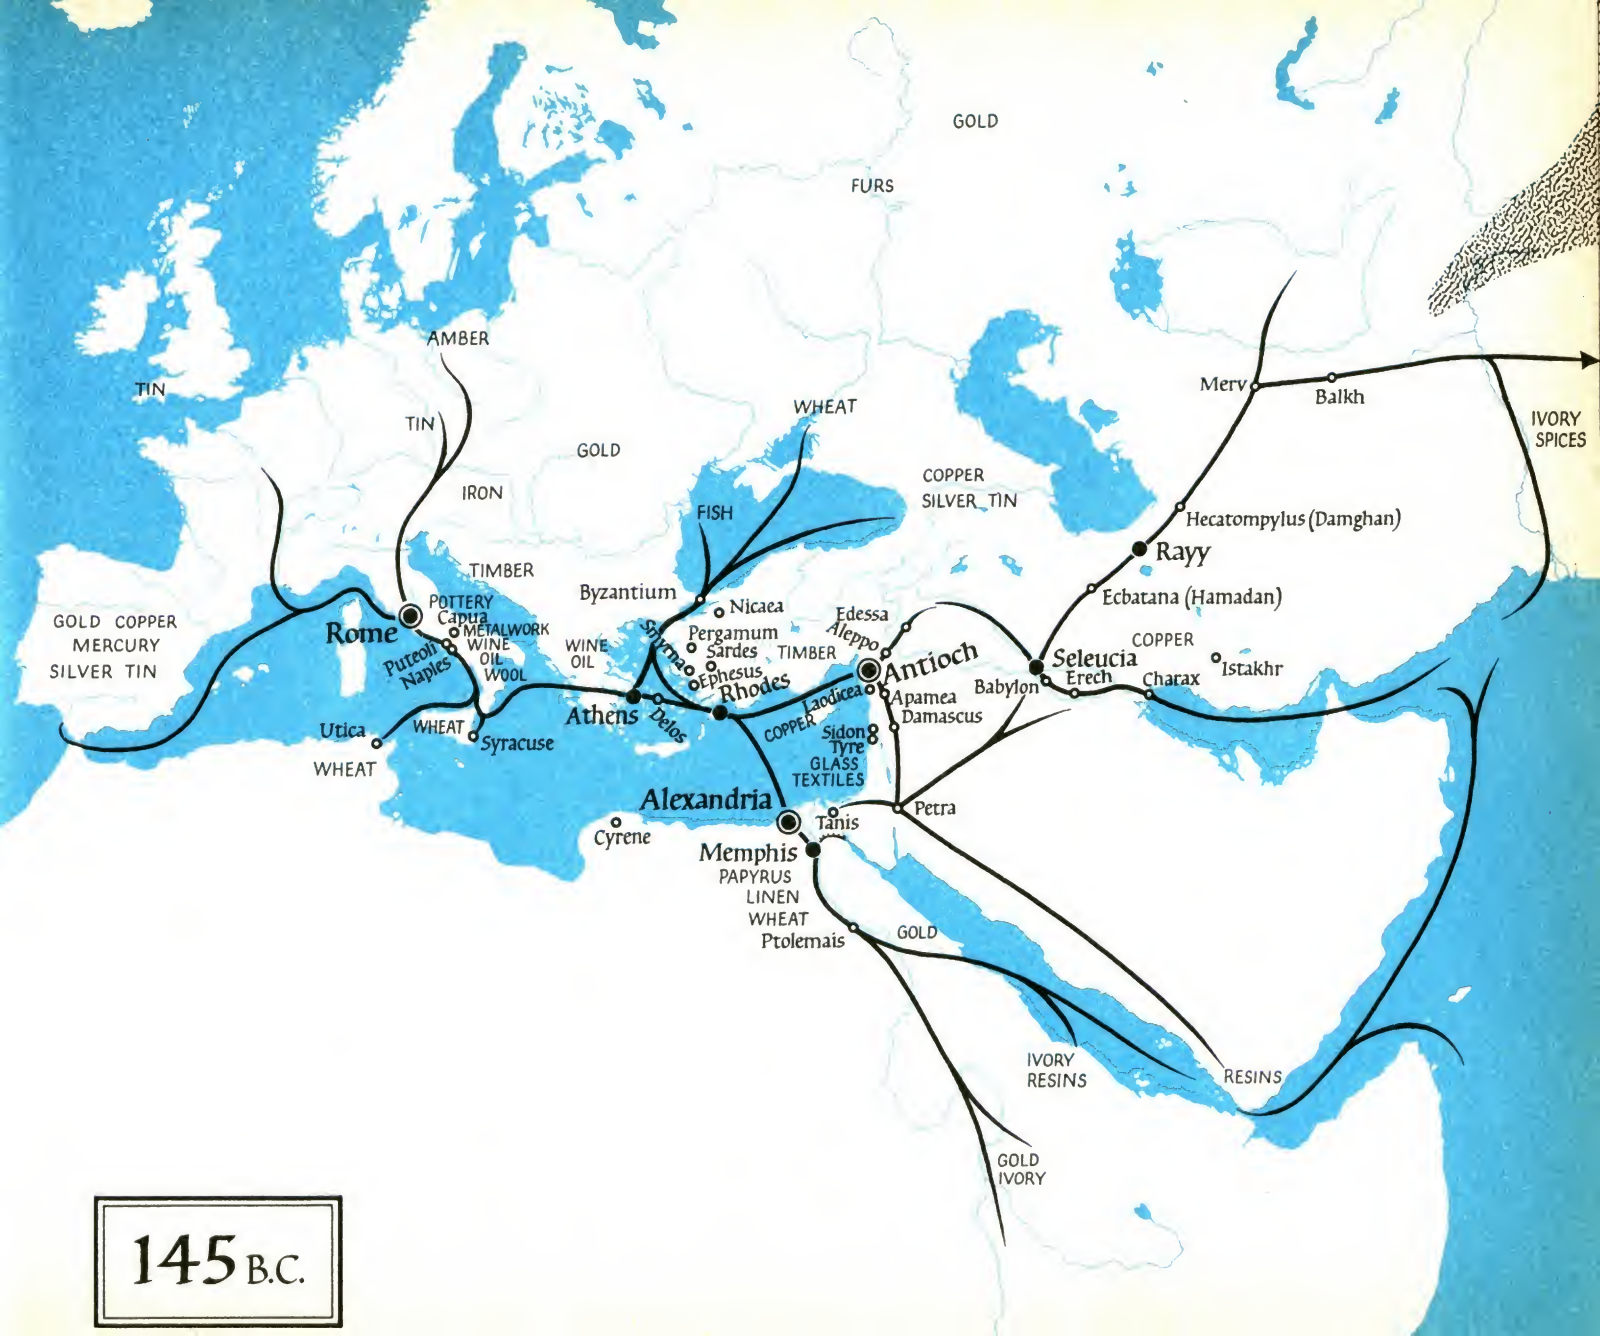 GOLD
FURS
AMBER
TIN
TIN
WHEAT
Merv
Balkh
IVORY
SPICES
GOLD
COPPER
SILVER TIN
IRON
FISH
Hecatompylus (Damghan)
Rayy
TIMBER
Byzantium
Nicaea
Ecbatana (Hamadan)
GOLD COPPER
MERCURY
SILVER TIN
POTTERY
Capua
METALWORK
Rome
WINE
OIL
WOOL
Puteoli
Naples
WINE
OIL
Smyrna
Pergamum
Sardes
Ephesus
TIMBER
Edessa
Aleppo
Antioch
COPPER
Seleucia
Istakhr
Babylon
Erech
Charax
Rhodes
Laodicea
Apamea
Damascus
Athens
Delos
COPPER
Utica
WHEAT
Syracuse
Sidon
Tyre
GLASS
TEXTILES
WHEAT
Alexandria
Tanis
Petra
Cyrene
Memphis
PAPYRUS
LINEN
WHEAT
Ptolemais
GOLD
IVORY
RESINS
RESINS
GOLD
IVORY
145 B.C.